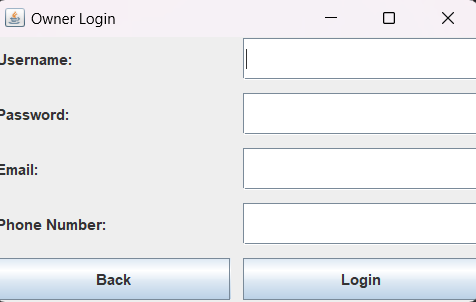 Owner Login
Username:
Password:
Email:
Phone Number:
Back Login